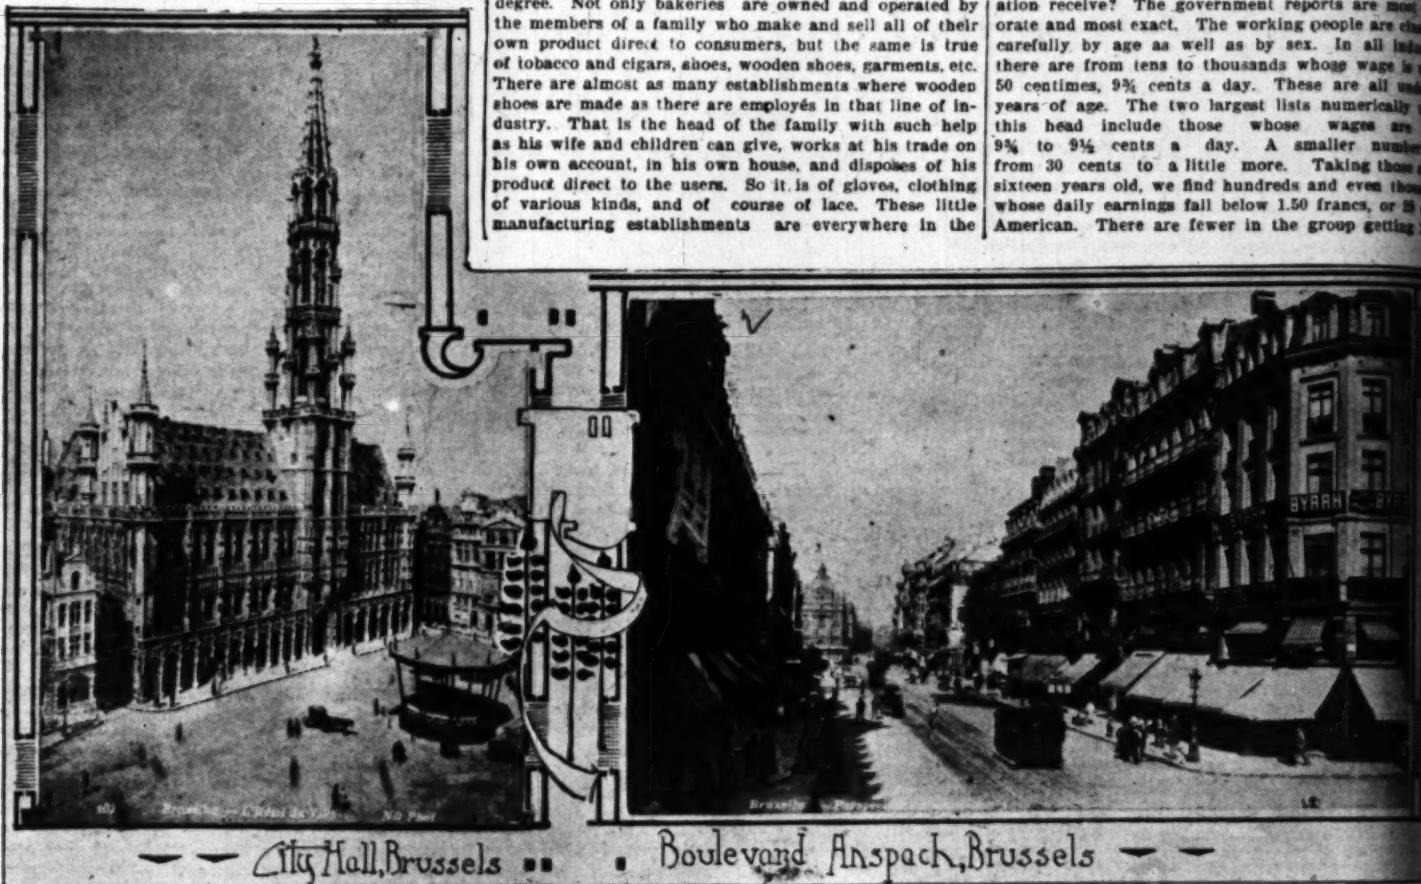 degree. Not only bakeries are owned and operated by
the members of a family who make and sell all of their
own product direct to consumers, but the same is true
of tobacco and cigars, shoes, wooden shoes, garments, etc.
There are almost as many establishments where wooden
shoes are made as there are employés in that line of in-
dustry. That is the head of the family with such help
as his wife and children can give, works at his trade on
his own account, in his own house, and disposes of his
product direct to the users. So it is of gloves, clothing
of various kinds, and of course of lace. These little
manufacturing establishments are everywhere in the
ation receive? The government reports are most
orate and most exact. The working people are
carefully by age as well as by sex. In all
there are from tens to thousands whose wage is
50 centimes, 9¾ cents a day. These are all
years of age. The two largest lists numerically
this head include those whose wages are
9¾ to 9½ cents a day. A smaller number
from 30 cents to a little more. Taking those
sixteen years old, we find hundreds and even
whose daily earnings fall below 1.50 francs, or
American. There are fewer in the group getting
BYRRH BYRR
Bruxelles — L'Hôtel de ND Phot
Bruxelles
City Hall, Brussels
Boulevard Anspach, Brussels